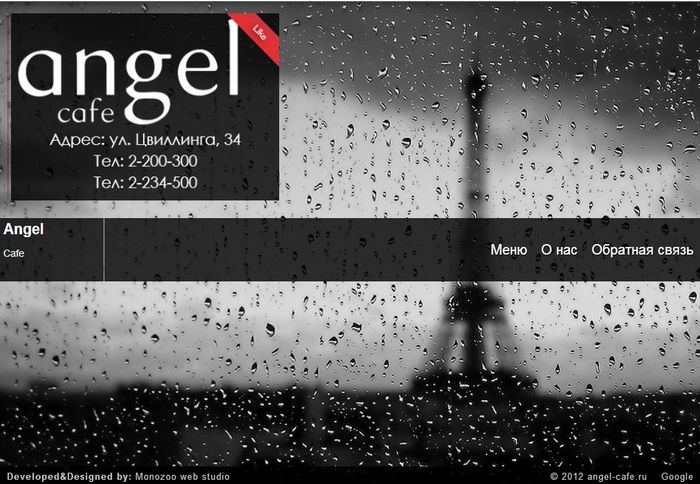 Like
angel
cafe
Адрес: ул. Цвиллинга, 34
Тел: 2-200-300
Тел: 2-234-500
Angel
Cafe
Меню О нас Обратная связь
Developed&Designed by: Monozoo web studio
© 2012 angel-cafe.ru Google